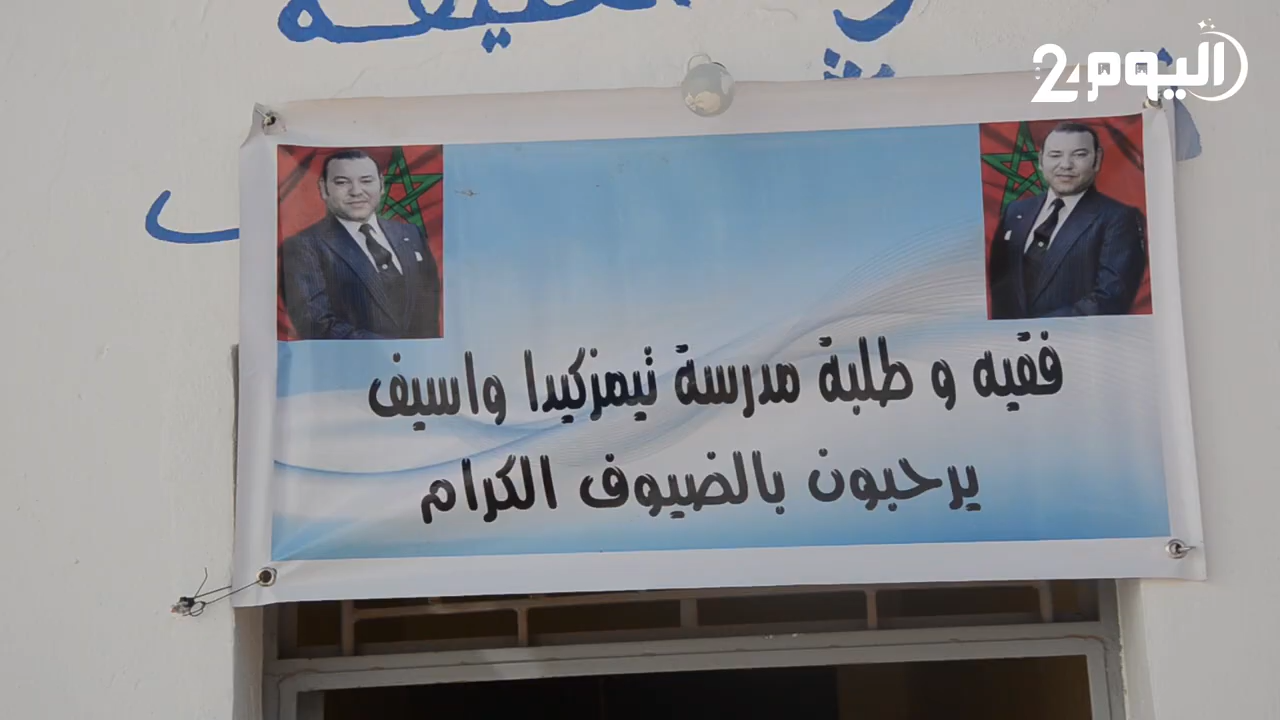 اليوم 24
فقيه و طلبة مدرسة تيمزكيدا واسيف
يرحبون بالضيوف الكرام